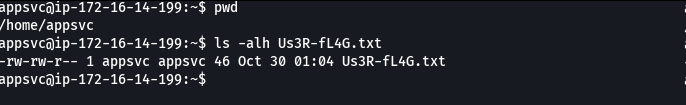 appsvc@ip-172-16-14-199:~$ pwd
/home/appsvc
appsvc@ip-172-16-14-199:~$ ls -alh Us3R-fL4G.txt
-rw-rw-r-- 1 appsvc appsvc 46 Oct 30 01:04 Us3R-fL4G.txt
appsvc@ip-172-16-14-199:~$